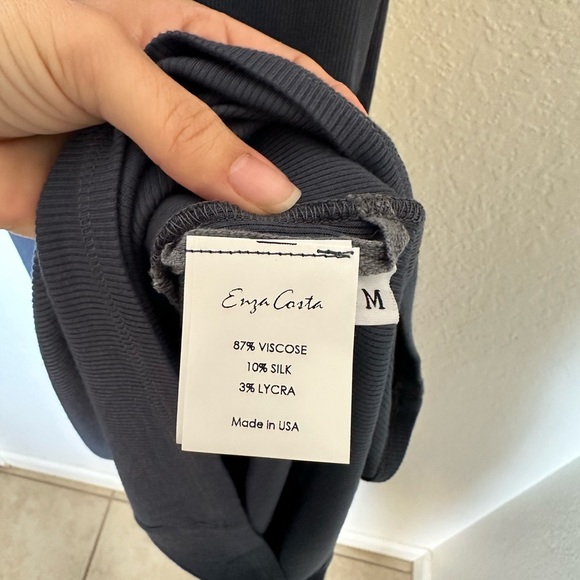 Enza Costa
M
87% VISCOSE
10% SILK
3% LYCRA
Made in USA